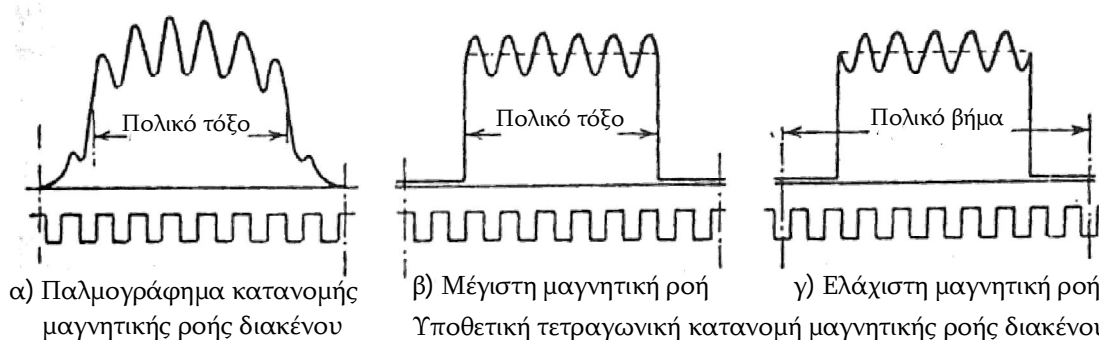 Πολικό τόξο
Πολικό τόξο
Πολικό βήμα
α) Παλμογράφημα κατανομής
μαγνητικής ροής διακένου
β) Μέγιστη μαγνητική ροή
γ) Ελάχιστη μαγνητική ροή
Υποθετική τετραγωνική κατανομή μαγνητικής ροής διακένου